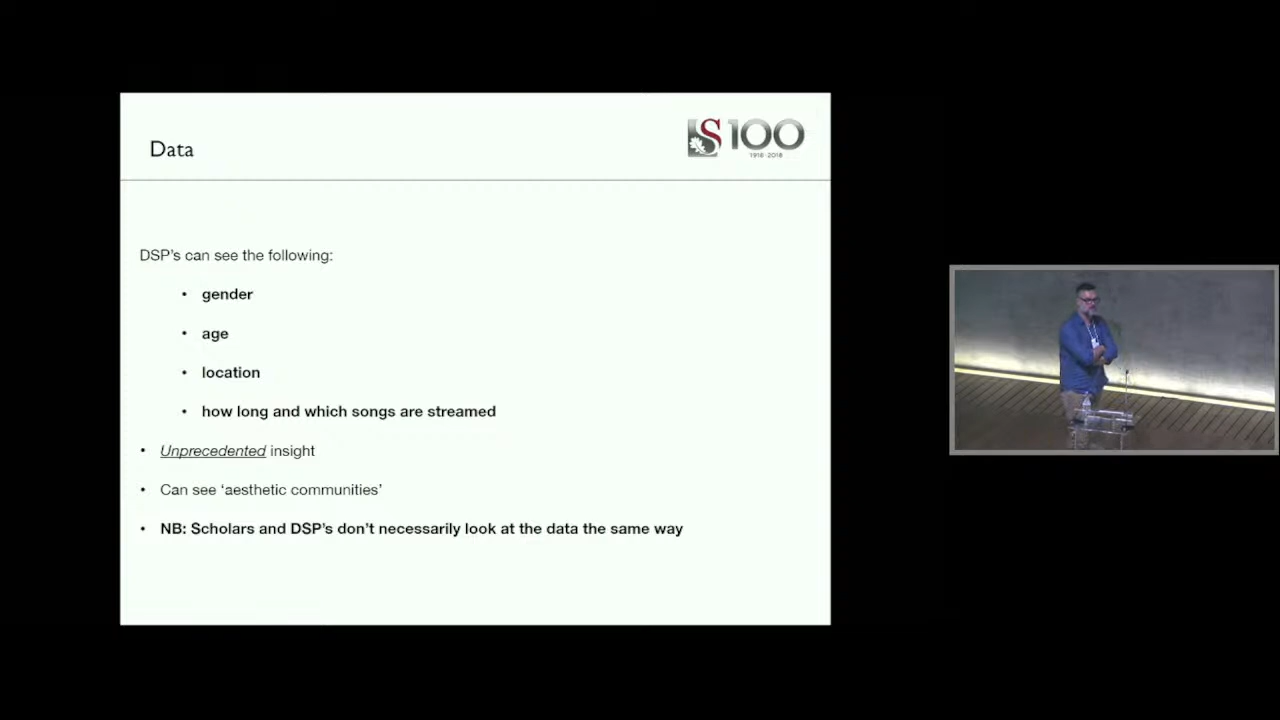 Data
S100
1918-2018
DSP's can see the following:
• gender
• age
• location
• how long and which songs are streamed
• Unprecedented insight
• Can see ‘aesthetic communities’
• NB: Scholars and DSP's don't necessarily look at the data the same way